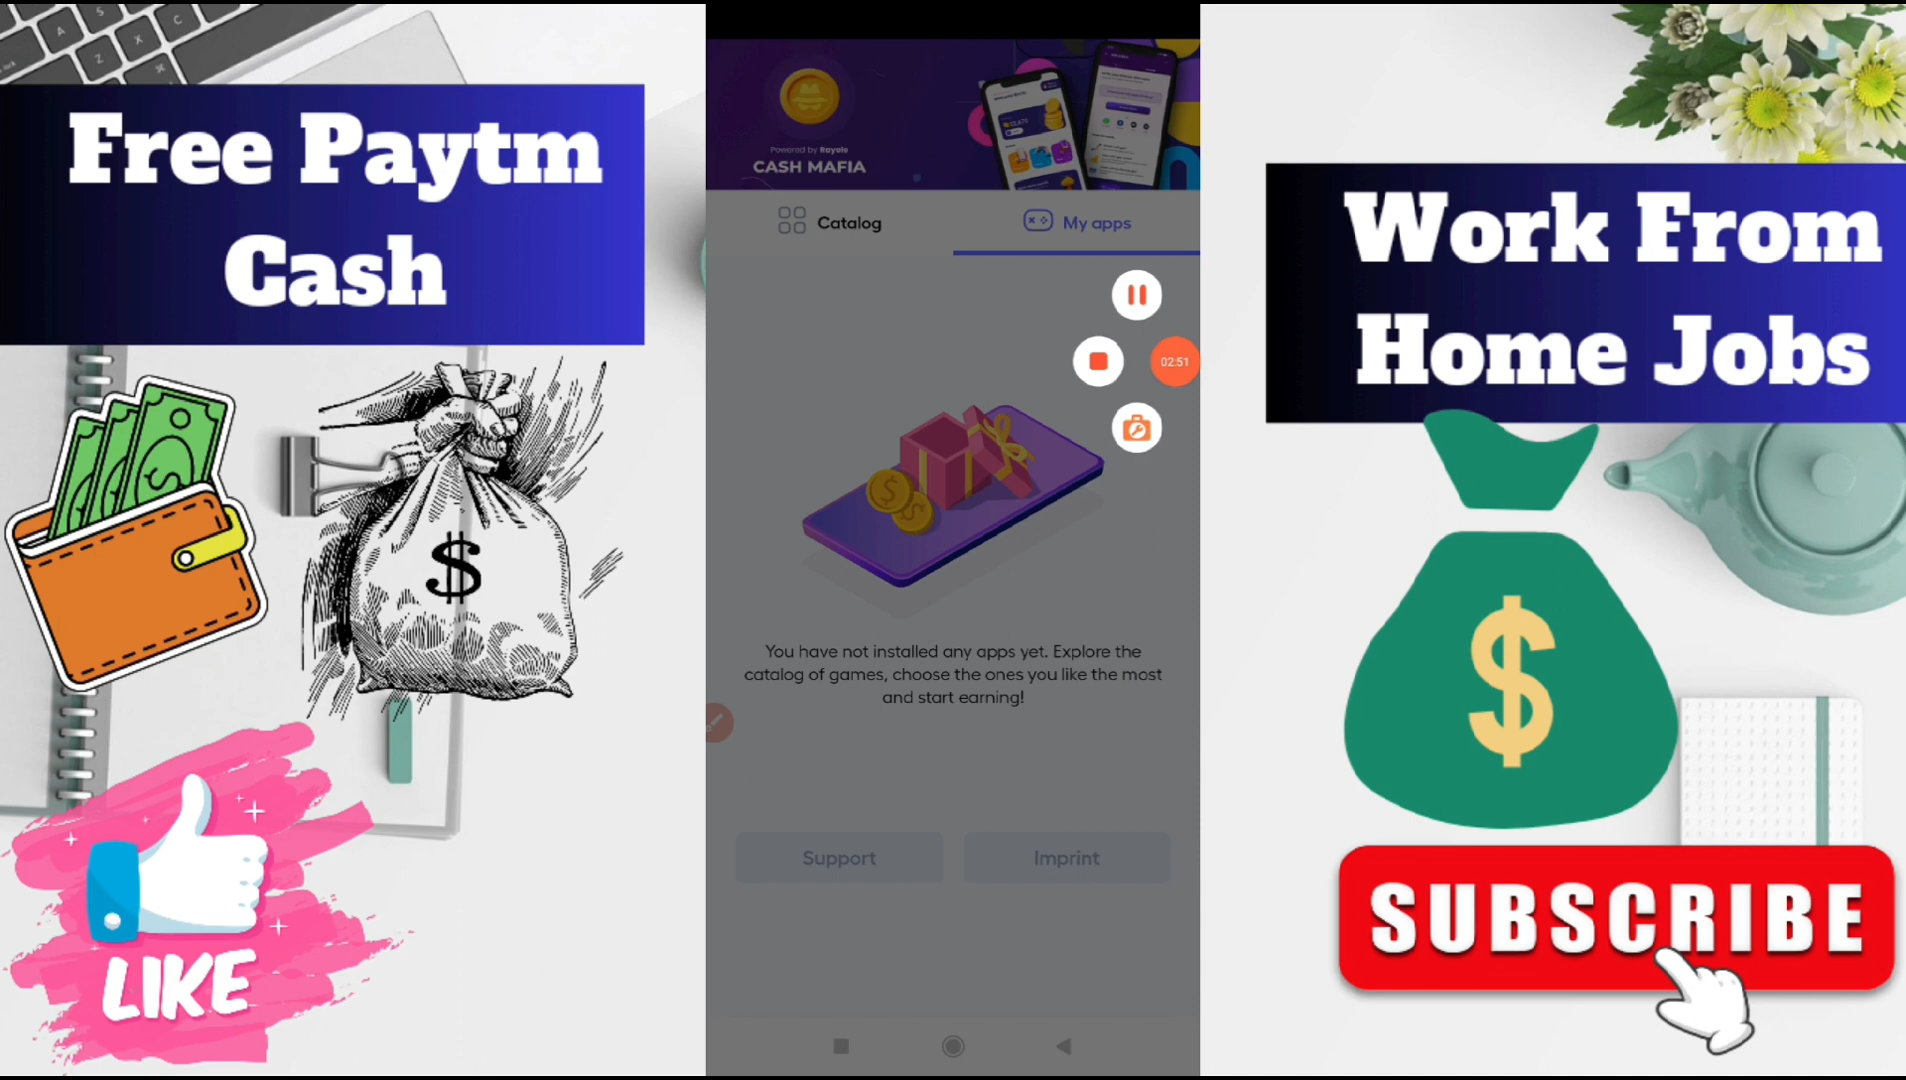 Free Paytm
Cash
Powered by Royole
CASH MAFIA
Catalog
My apps
02:51
You have not installed any apps yet. Explore the
catalog of games, choose the ones you like the most
and start earning!
Support
Imprint
Work From
Home Jobs
LIKE
SUBSCRIBE